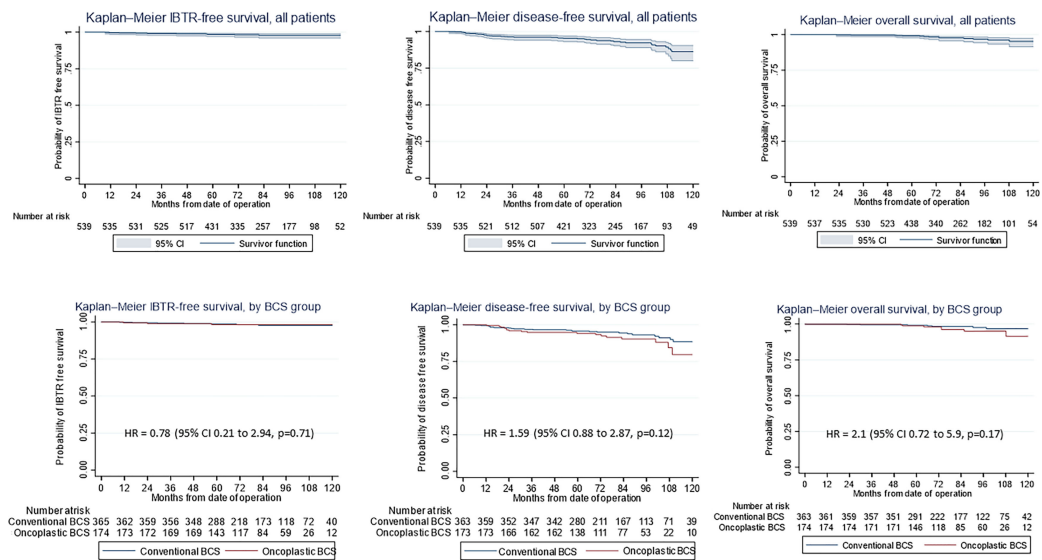 Kaplan–Meier IBTR-free survival, all patients
Probability of IBTR free survival
1
.75
.5
.25
0
0 12 24 36 48 60 72 84 96 108 120
Months from date of operation
Number at risk
539 535 531 525 517 431 335 257 177 98 52
95% CI Survivor function
Kaplan–Meier disease-free survival, all patients
Probability of disease free survival
1
.75
.5
.25
0
0 12 24 36 48 60 72 84 96 108 120
Months from date of operation
Number at risk
539 535 521 512 507 421 323 245 167 93 49
95% CI Survivor function
Kaplan–Meier overall survival, all patients
Probability of overall survival
1
.75
.5
.25
0
0 12 24 36 48 60 72 84 96 108 120
Months from date of operation
Number at risk
539 537 535 530 523 438 340 262 182 101 54
95% CI Survivor function
Kaplan–Meier IBTR-free survival, by BCS group
Probability of IBTR free survival
1.00
0.75
0.50
0.25
0.00
HR = 0.78 (95% CI 0.21 to 2.94, p=0.71)
0 12 24 36 48 60 72 84 96 108 120
Months from date of operation
Number at risk
Conventional BCS 365 362 359 356 348 288 218 173 118 72 40
Oncoplastic BCS 174 173 172 169 169 143 117 84 59 26 12
Conventional BCS Oncoplastic BCS
Kaplan–Meier disease-free survival, by BCS group
Probability of disease free survival
1.00
0.75
0.50
0.25
0.00
HR = 1.59 (95% CI 0.88 to 2.87, p=0.12)
0 12 24 36 48 60 72 84 96 108 120
Months from date of operation
Number at risk
Conventional BCS 363 359 352 347 342 280 211 167 113 71 39
Oncoplastic BCS 173 173 166 162 162 138 111 77 53 22 10
Conventional BCS Oncoplastic BCS
Kaplan–Meier overall survival, by BCS group
Probability of overall survival
1.00
0.75
0.50
0.25
0.00
HR = 2.1 (95% CI 0.72 to 5.9, p=0.17)
0 12 24 36 48 60 72 84 96 108 120
Months from date of operation
Number at risk
Conventional BCS 363 361 359 357 351 291 222 177 122 75 42
Oncoplastic BCS 174 174 174 171 171 146 118 85 60 26 12
Conventional BCS Oncoplastic BCS